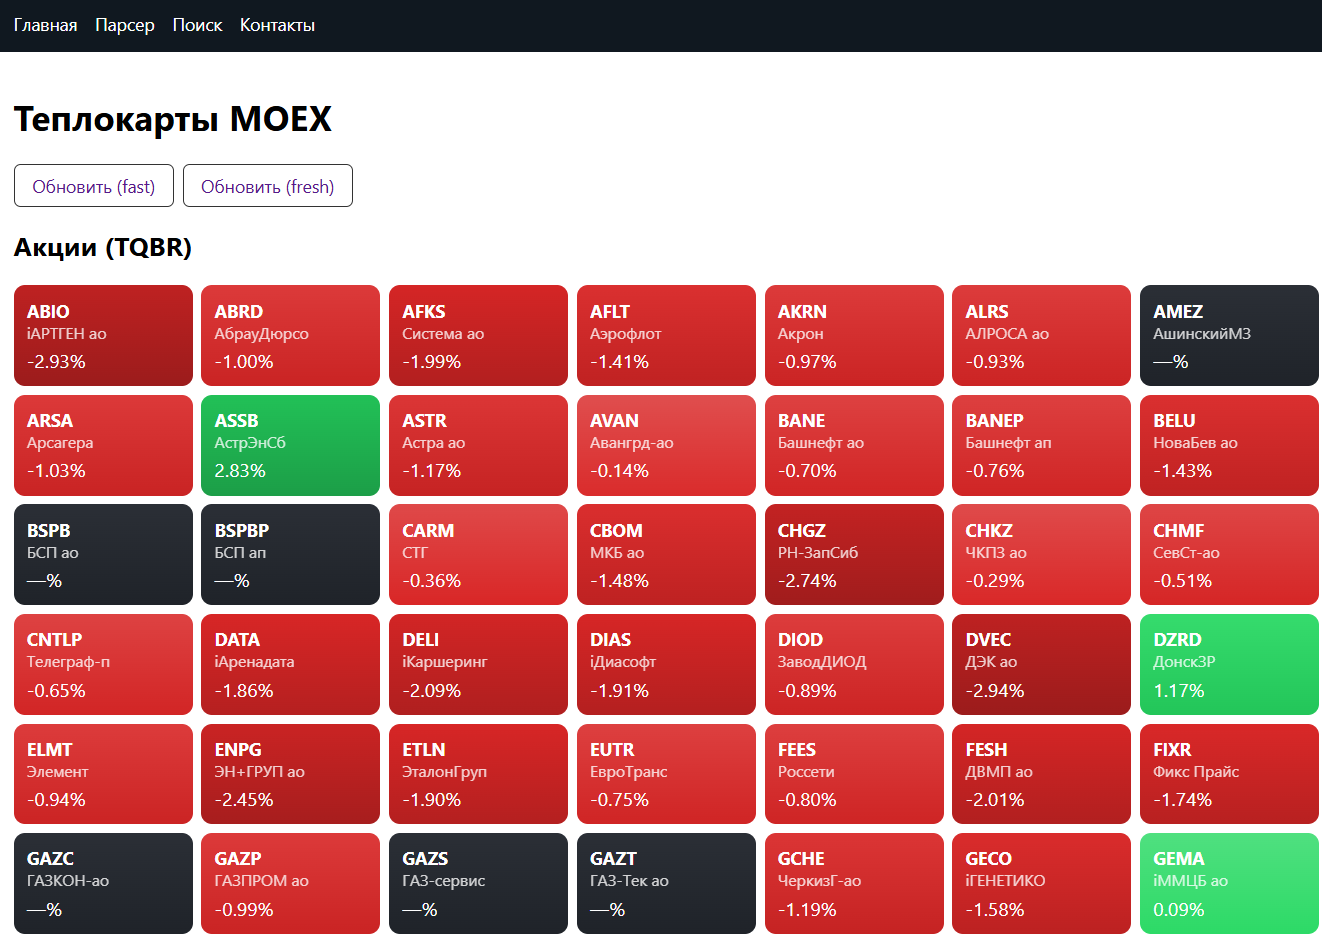 Главная Парсер Поиск Контакты
Теплокарты MOEX
Обновить (fast) Обновить (fresh)
Акции (TQBR)
ABIO
iАРТГЕН ао
-2.93%
ABRD
АбрауДюрсо
-1.00%
AFKS
Система ао
-1.99%
AFLT
Аэрофлот
-1.41%
AKRN
Акрон
-0.97%
ALRS
АЛРОСА ао
-0.93%
AMEZ
АшинскийМЗ
—%
ARSA
Арсагера
-1.03%
ASSB
АстрЭнСб
2.83%
ASTR
Астра ао
-1.17%
AVAN
Авангрд-ао
-0.14%
BANE
Башнефт ао
-0.70%
BANEP
Башнефт ап
-0.76%
BELU
НоваБев ао
-1.43%
BSPB
БСП ао
—%
BSPBP
БСП ап
—%
CARM
СТГ
-0.36%
CBOM
МКБ ао
-1.48%
CHGZ
РН-ЗапСиб
-2.74%
CHKZ
ЧКПЗ ао
-0.29%
CHMF
СевСт-ао
-0.51%
CNTLP
Телеграф-п
-0.65%
DATA
iАренадата
-1.86%
DELI
iКаршеринг
-2.09%
DIAS
iДиасофт
-1.91%
DIOD
ЗаводДИОД
-0.89%
DVEC
ДЭК ао
-2.94%
DZRD
ДонскЗР
1.17%
ELMT
Элемент
-0.94%
ENPG
ЭН+ГРУП ао
-2.45%
ETLN
ЭталонГруп
-1.90%
EUTR
ЕвроТранс
-0.75%
FEES
Россети
-0.80%
FESH
ДВМП ао
-2.01%
FIXR
Фикс Прайс
-1.74%
GAZC
ГАЗКОН-ао
—%
GAZP
ГАЗПРОМ ао
-0.99%
GAZS
ГАЗ-сервис
—%
GAZT
ГАЗ-Тек ао
—%
GCHE
ЧеркизГ-ао
-1.19%
GECO
iГЕНЕТИКО
-1.58%
GEMA
iММЦБ ао
0.09%